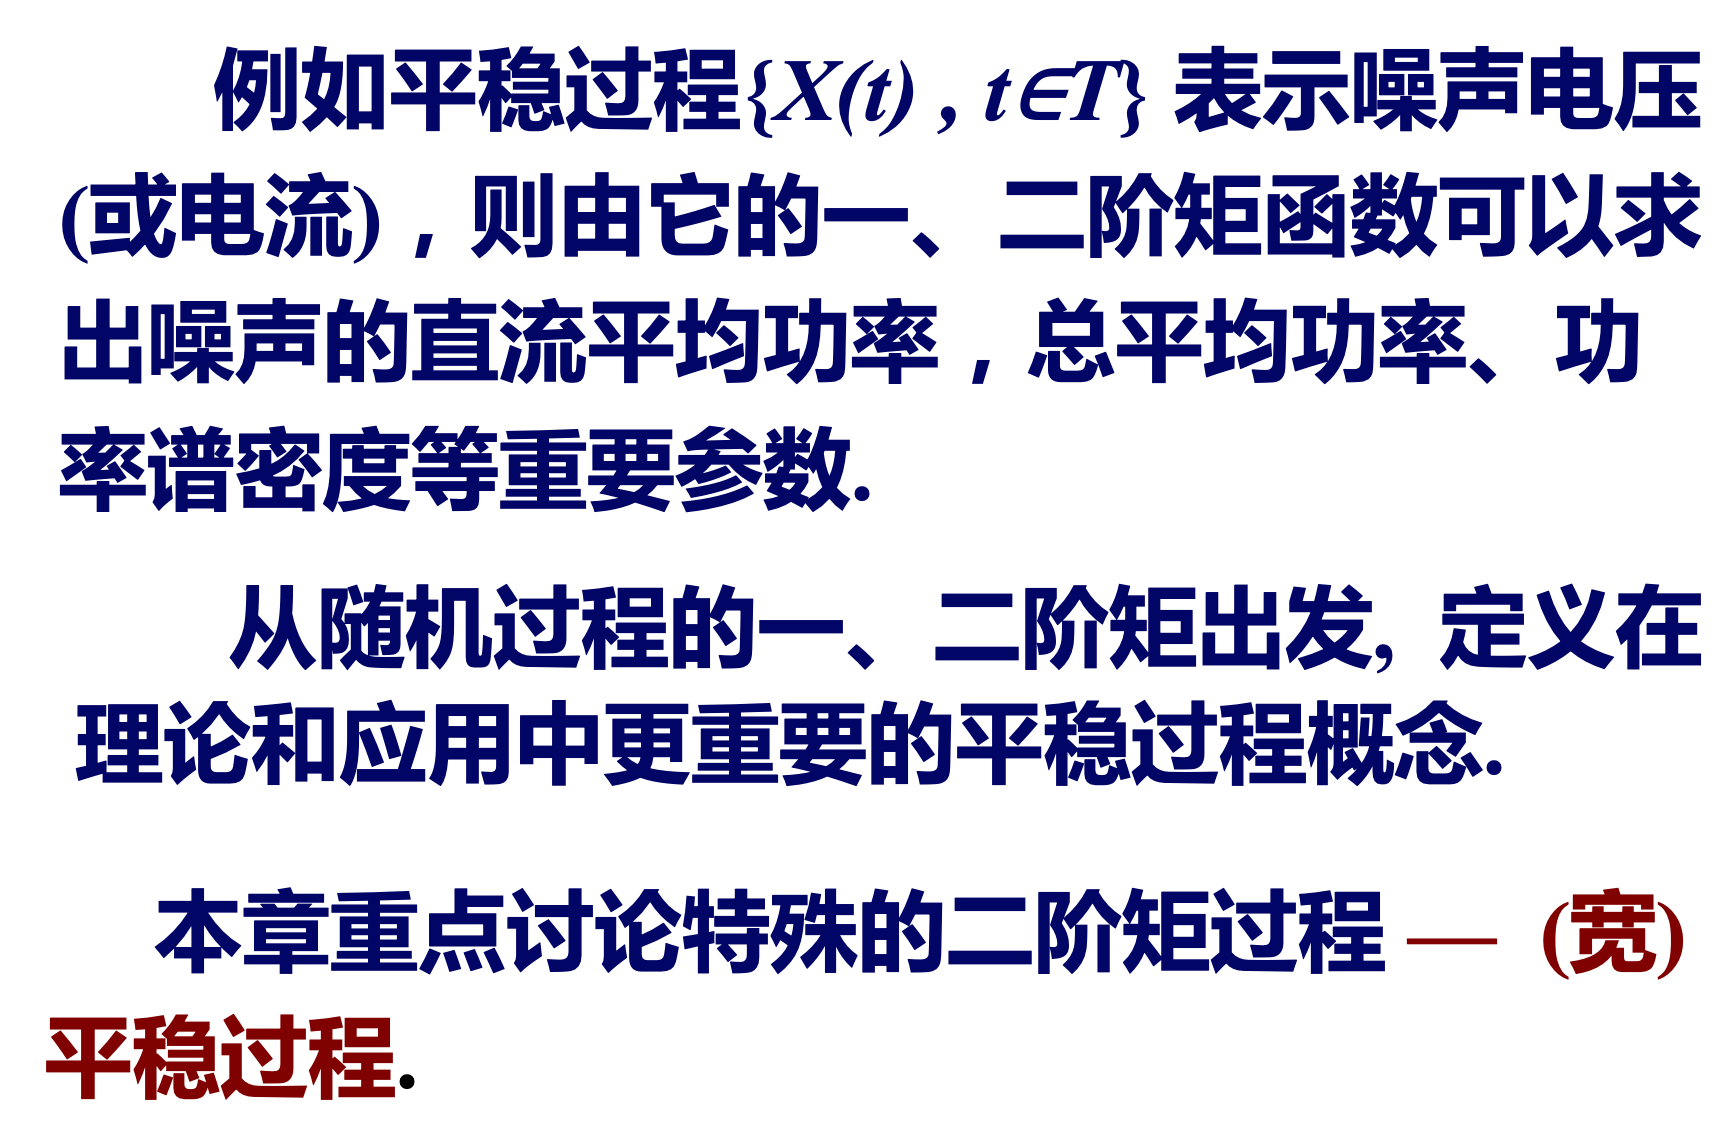 例如平稳过程{X(t) , t∈T} 表示噪声电压
(或电流)，则由它的一、二阶矩函数可以求
出噪声的直流平均功率，总平均功率、功
率谱密度等重要参数.
从随机过程的一、二阶矩出发, 定义在
理论和应用中更重要的平稳过程概念.
本章重点讨论特殊的二阶矩过程 — (宽)
平稳过程.